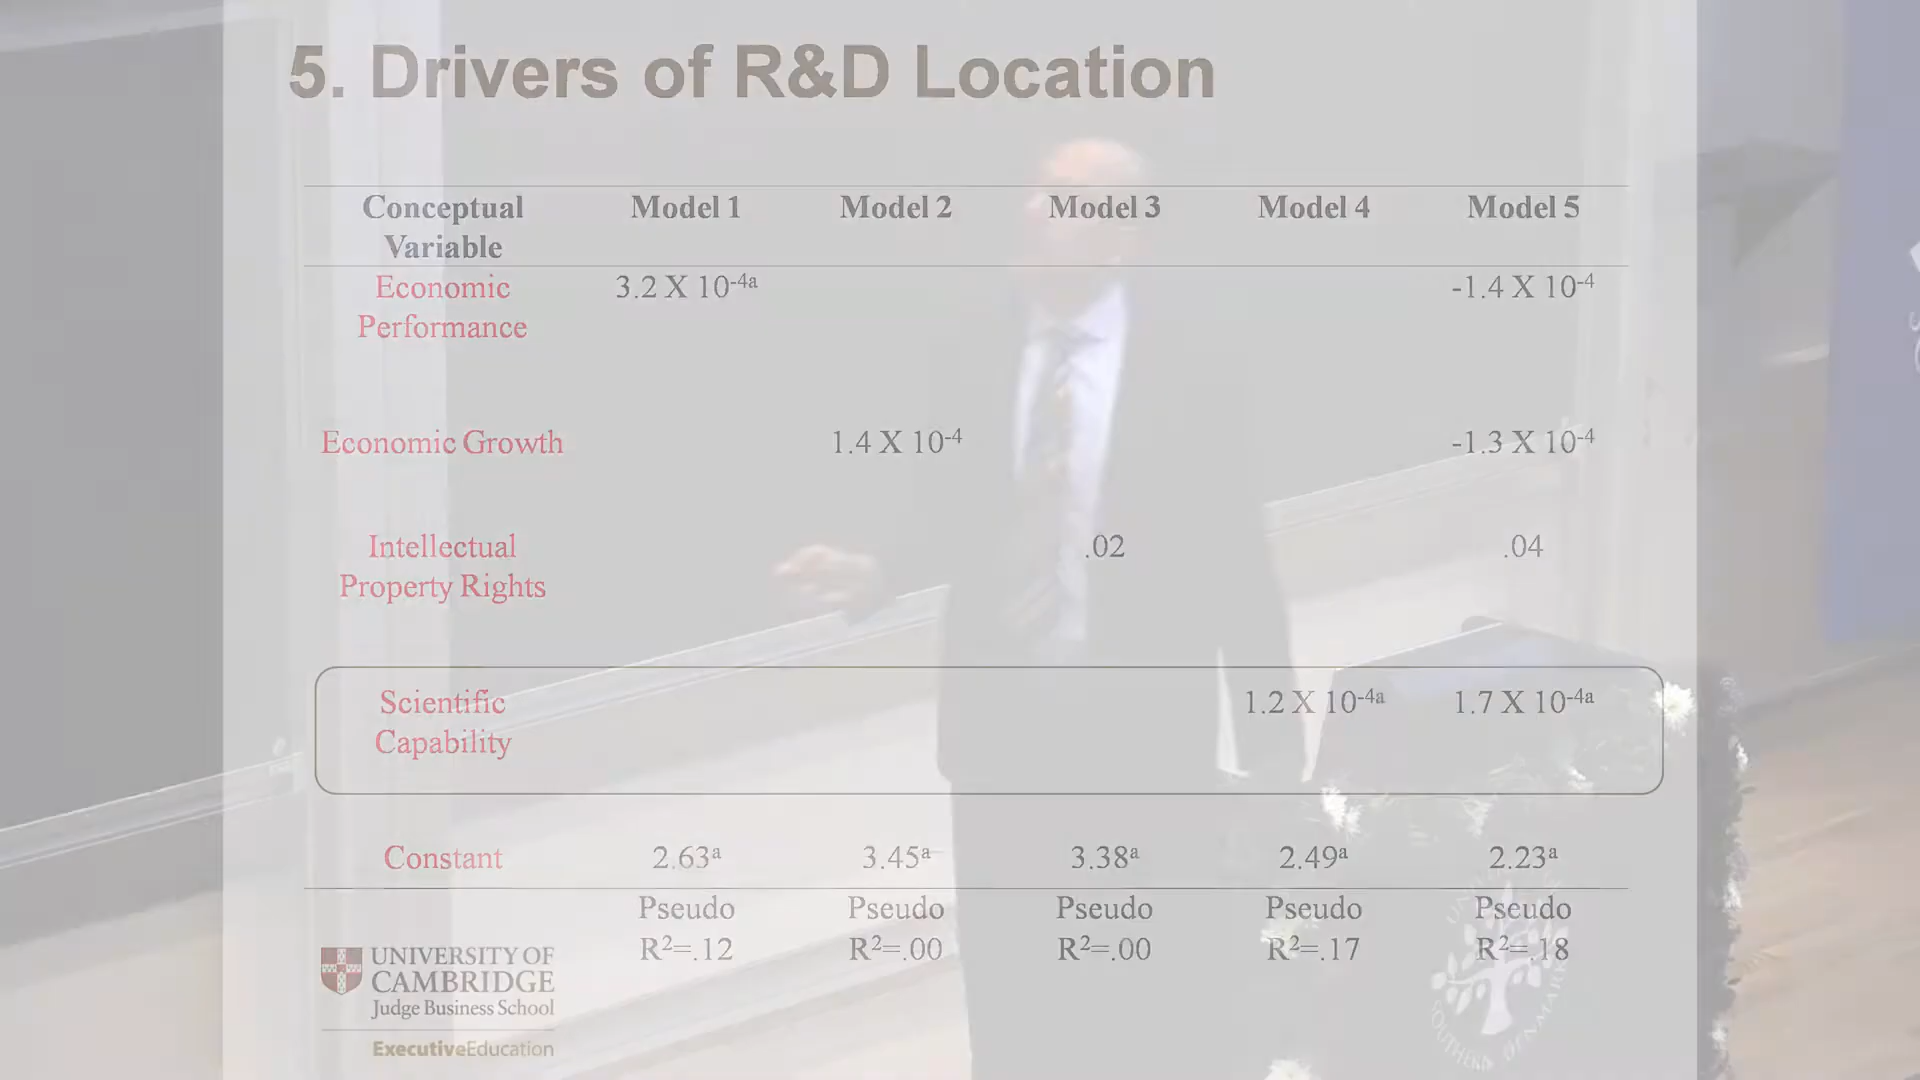 5. Drivers of R&D Location
Conceptual Model 1 Model 2 Model 3 Model 4 Model 5
Variable
Economic 3.2 X 10-4a -1.4 X 10-4
Performance
Economic Growth 1.4 X 10-4 -1.3 X 10-4
Intellectual .02 .04
Property Rights
Scientific 1.2 X 10-4a 1.7 X 10-4a
Capability
Constant 2.63a 3.45a 3.38a 2.49a 2.23a
Pseudo Pseudo Pseudo Pseudo Pseudo
R2=.12 R2=.00 R2=.00 R2=.17 R2=.18
UNIVERSITY OF
CAMBRIDGE
Judge Business School
ExecutiveEducation
SOUTHERN DENMARK